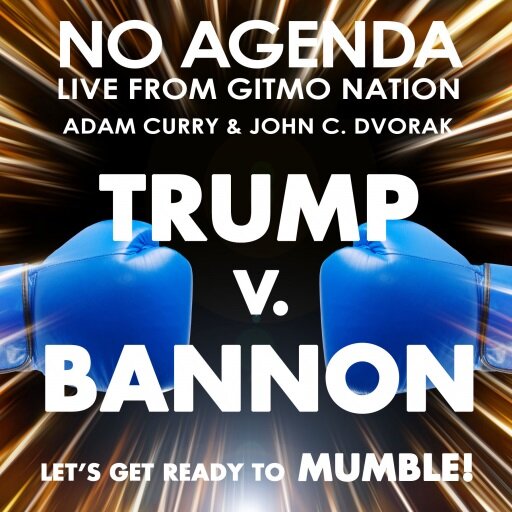 NO AGENDA
LIVE FROM GITMO NATION
ADAM CURRY & JOHN C. DVORAK
TRUMP
V.
BANNON
LET'S GET READY TO MUMBLE!